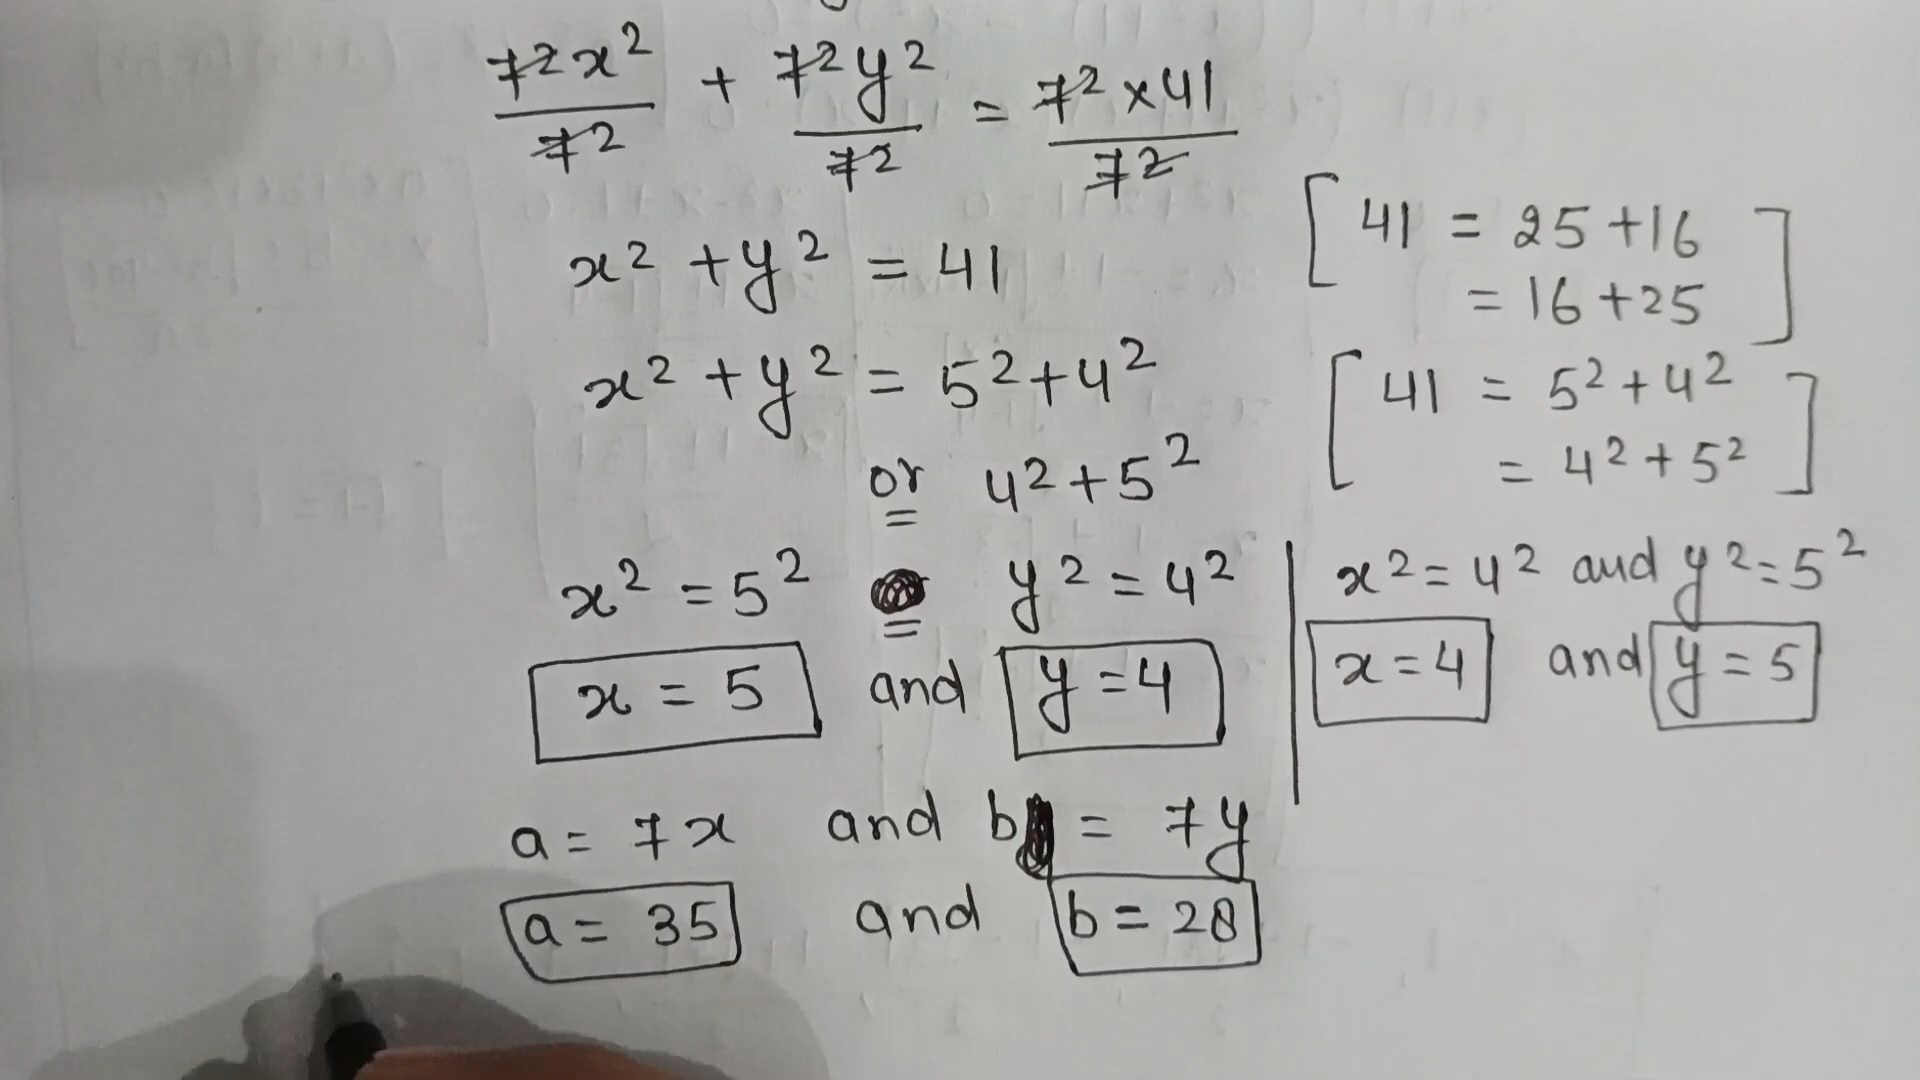 7²x²/7² + 7²y²/7² = 7²×41/7²
x² + y² = 41
[41 = 25+16
= 16+25]
x² + y² = 5²+4²
[41 = 5²+4²
= 4²+5²]
or 4²+5²
x² = 5² y² = 4²
x = 5 and y = 4
x² = 4² and y² = 5²
x = 4 and y = 5
a = 7x and b = 7y
a = 35 and b = 28